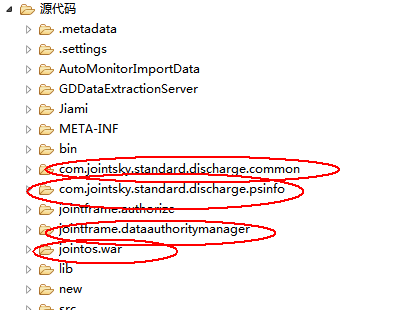 源代码
.metadata
.settings
AutoMonitorImportData
GDDataExtractionServer
Jiami
META-INF
bin
com.jointsky.standard.discharge.common
com.jointsky.standard.discharge.psinfo
jointframe.authorize
jointframe.dataauthoritymanager
jointos.war
lib
new
src